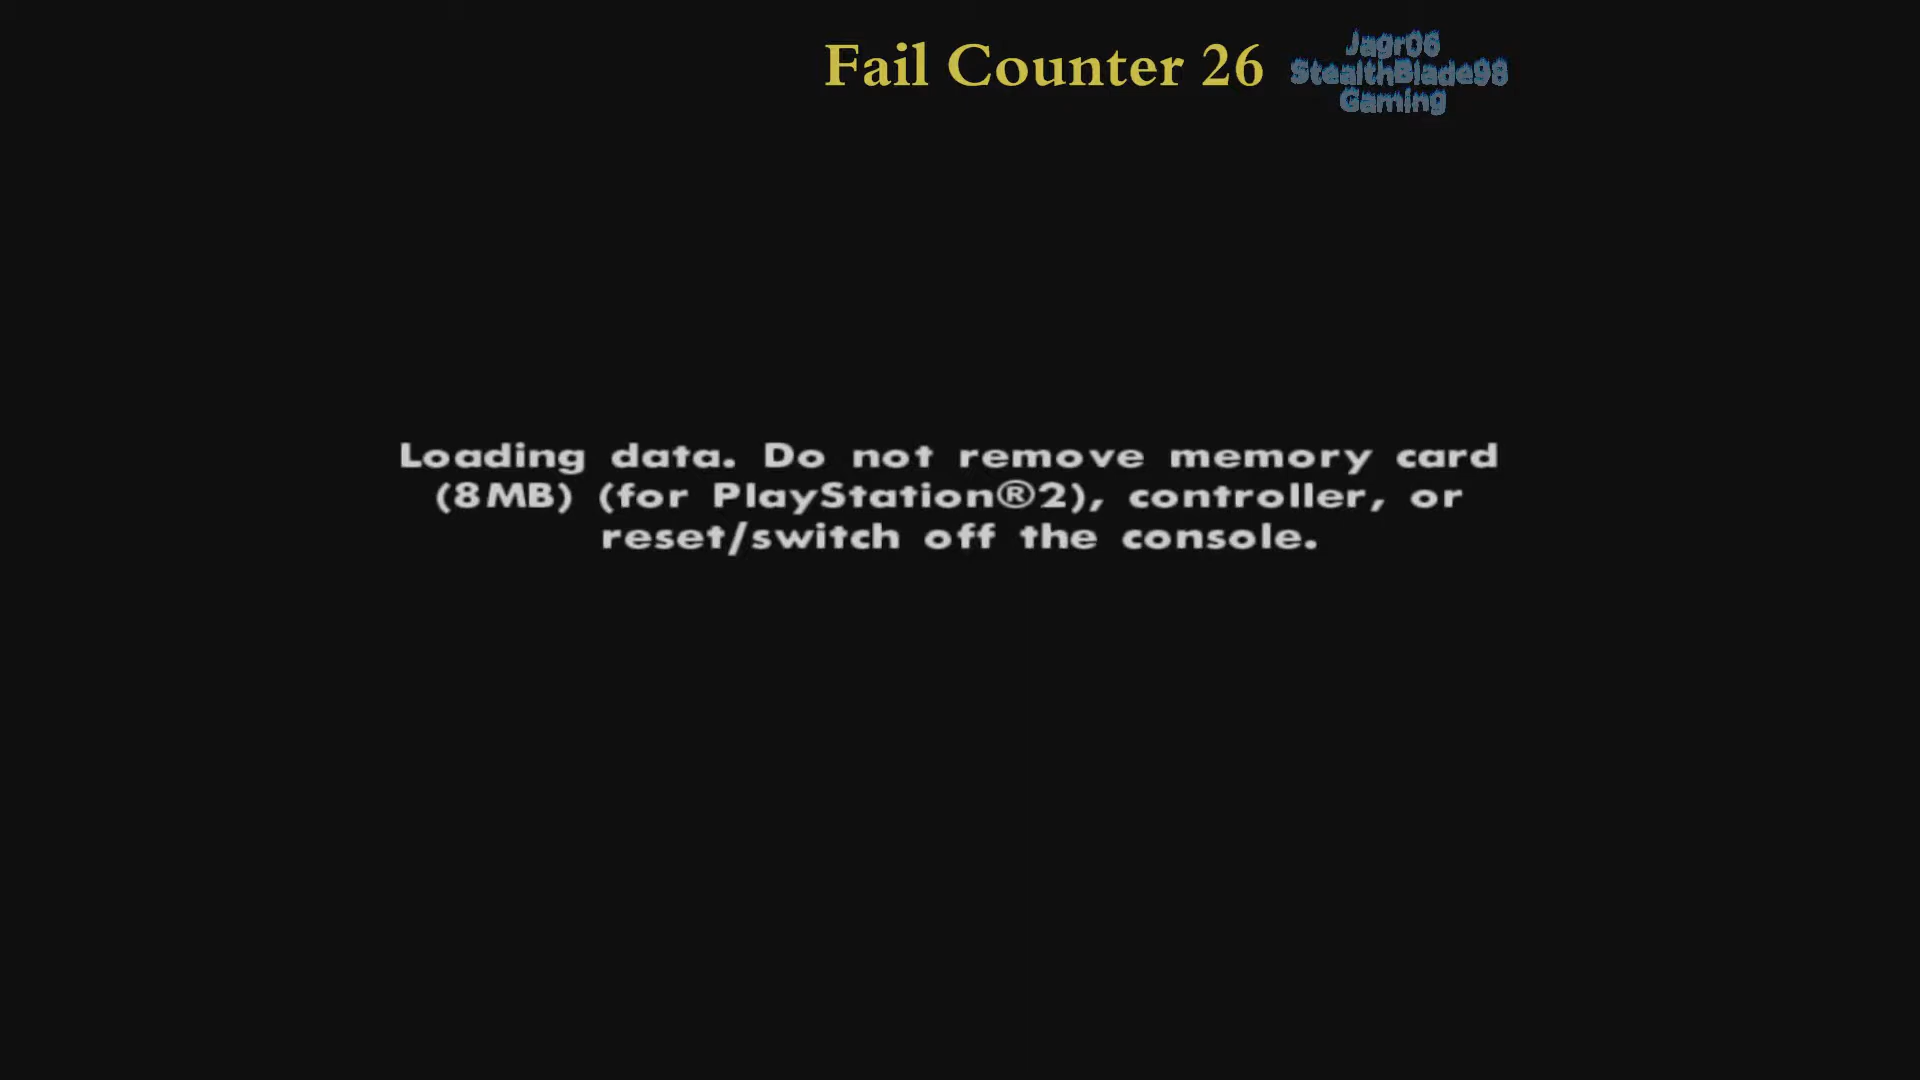 Fail Counter 26
Jagr06
StealthBlade98
Gaming
Loading data. Do not remove memory card
(8MB) (for PlayStation®2), controller, or
reset/switch off the console.